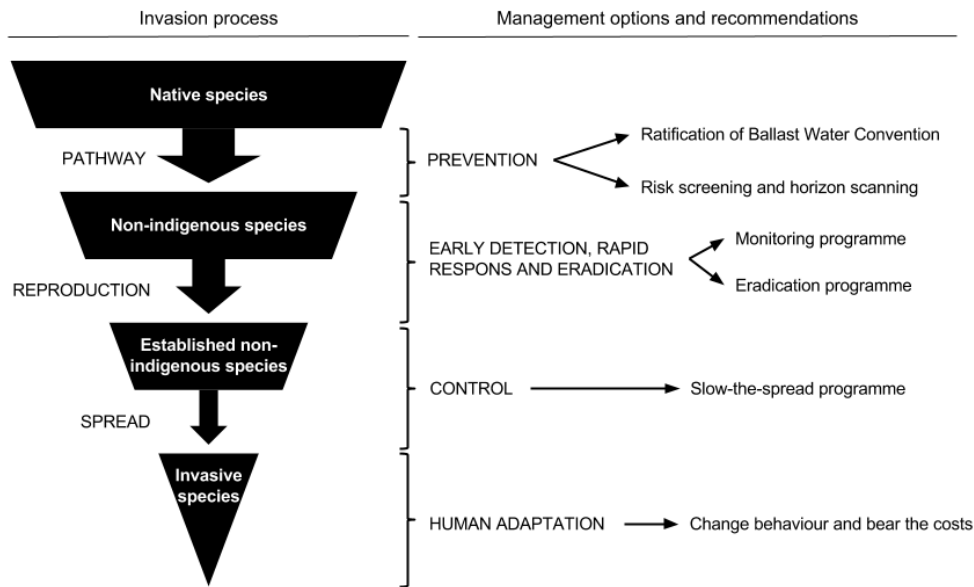 Invasion process
Management options and recommendations
Native species
PATHWAY
PREVENTION
Ratification of Ballast Water Convention
Risk screening and horizon scanning
Non-indigenous species
REPRODUCTION
EARLY DETECTION, RAPID
RESPONS AND ERADICATION
Monitoring programme
Eradication programme
Established non-
indigenous species
SPREAD
CONTROL
Slow-the-spread programme
Invasive
species
HUMAN ADAPTATION
Change behaviour and bear the costs